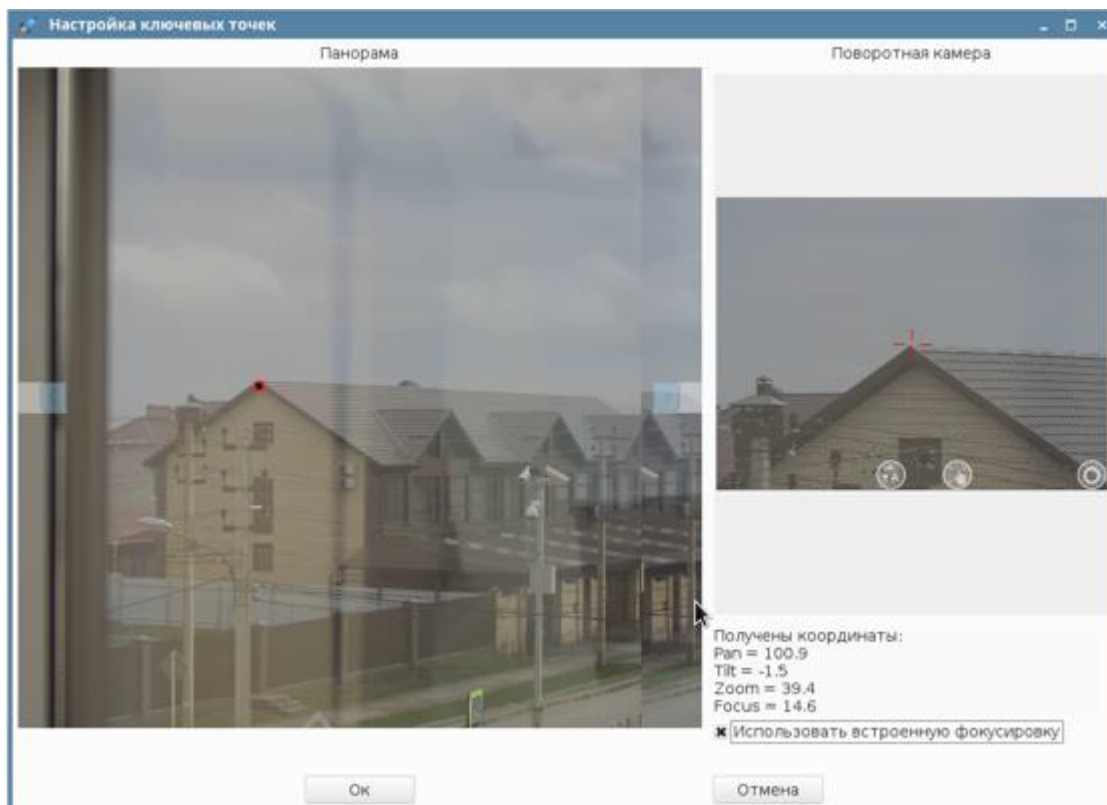 Настройка ключевых точек
Панорама
Поворотная камера
Получены координаты:
Pan = 100.9
Tilt = -1.5
Zoom = 39.4
Focus = 14.6
Использовать встроенную фокусировку
Ок
Отмена